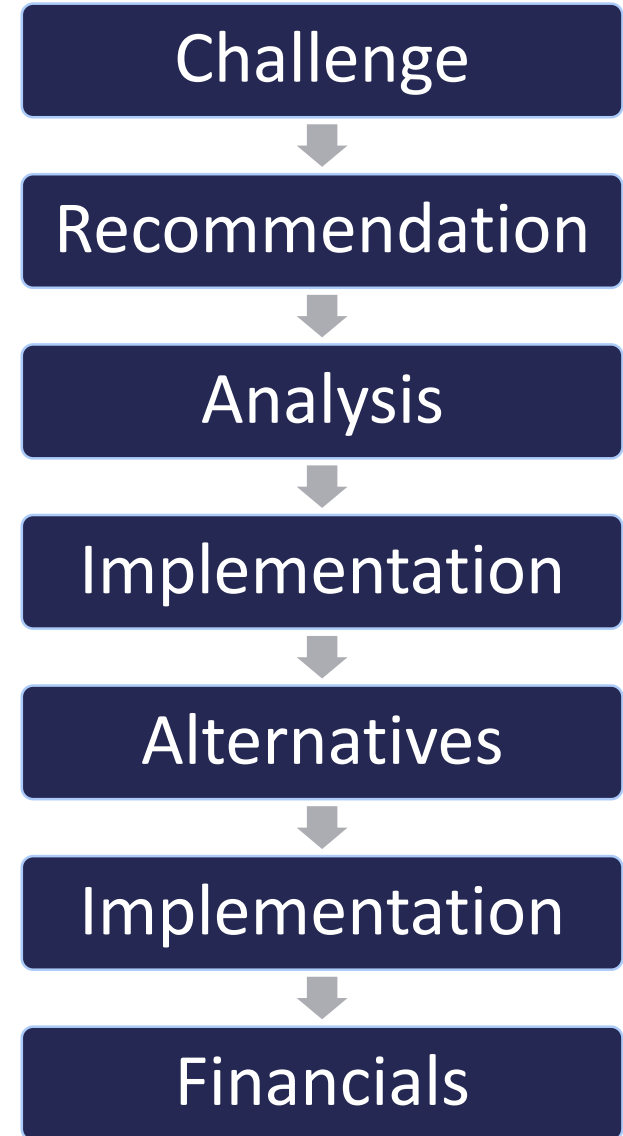 Challenge
Recommendation
Analysis
Implementation
Alternatives
Implementation
Financials